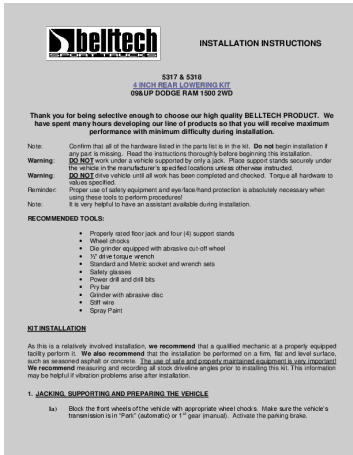 belltech
SPORT TRUCKS
INSTALLATION INSTRUCTIONS
5317 & 5318
4 INCH REAR LOWERING KIT
09&UP DODGE RAM 1500 2WD
Thank you for being selective enough to choose our high quality BELLTECH PRODUCT. We
have spent many hours developing our line of products so that you will receive maximum
performance with minimum difficulty during installation.
Note: Confirm that all of the hardware listed in the parts list is in the kit. Do not begin installation if
any part is missing. Read the instructions thoroughly before beginning this installation.
Warning: DO NOT work under a vehicle supported by only a jack. Place support stands securely under
the vehicle in the manufacturer's specified locations unless otherwise instructed.
Warning: DO NOT drive vehicle until all work has been completed and checked. Torque all hardware to
values specified.
Reminder: Proper use of safety equipment and eye/face/hand protection is absolutely necessary when
using these tools to perform procedures!
Note: It is very helpful to have an assistant available during installation.
RECOMMENDED TOOLS:
• Properly rated floor jack and four (4) support stands
• Wheel chocks
• Die grinder equipped with abrasive cut-off wheel
• ½" drive torque wrench
• Standard and Metric socket and wrench sets
• Safety glasses
• Power drill and drill bits
• Pry bar
• Grinder with abrasive disc
• Stiff wire
• Spray Paint
KIT INSTALLATION
As this is a relatively involved installation, we recommend that a qualified mechanic at a properly equipped
facility perform it. We also recommend that the installation be performed on a firm, flat and level surface,
such as seasoned asphalt or concrete. The use of safe and properly maintained equipment is very important!
We recommend measuring and recording all stock driveline angles prior to installing this kit. This information
may be helpful if vibration problems arise after installation.
1. JACKING, SUPPORTING AND PREPARING THE VEHICLE
1a) Block the front wheels of the vehicle with appropriate wheel chocks. Make sure the vehicle's
transmission is in "Park" (automatic) or 1st gear (manual). Activate the parking brake.